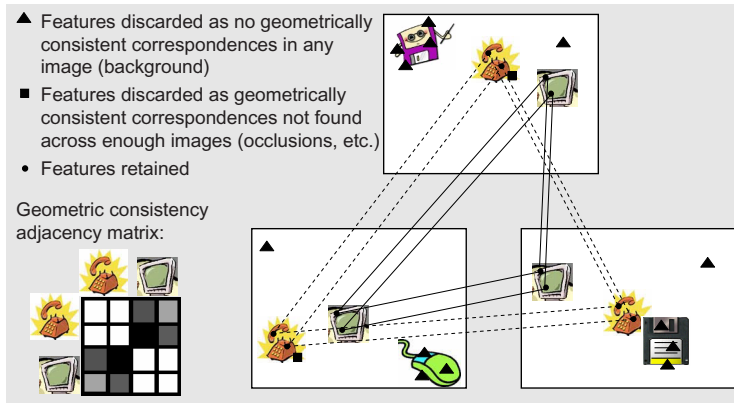 Features discarded as no geometrically
consistent correspondences in any
image (background)
Features discarded as geometrically
consistent correspondences not found
across enough images (occlusions, etc.)
Features retained
Geometric consistency
adjacency matrix: